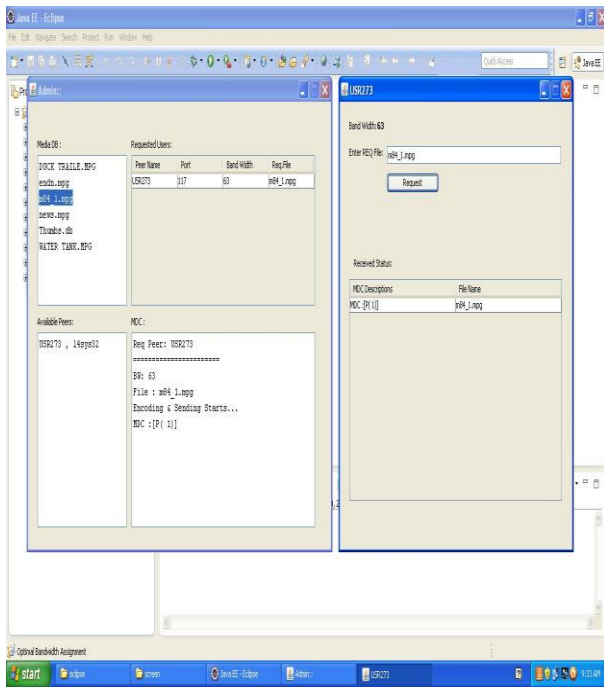 Java EE - Eclipse
File Edit Navigate Search Project Run Window Help
Quick Access
Java EE
Admin::
Media DB :
DUCK TRAILE.MPG
endn.mpg
m84_1.mpg
news.mpg
Thumbs.db
WATER TANK.MPG
Requested Users:
Peer Name Port Band Width Req.File
USR273 117 63 m84_1.mpg
Available Peers:
USR273 , 14sys32
MDC :
Req Peer: USR273
=======================
BW: 63
File : m84_1.mpg
Encoding & Sending Starts...
MDC :[P( 1)]
USR273
Band Width: 63
Enter REQ File: m84_1.mpg
Request
Received Status:
MDC Descriptions File Name
MDC :[P( 1)] m84_1.mpg
Optimal Bandwidth Assignment
start
eclipse
screen
Java EE - Eclipse
Admin::
USR273
9:33 AM